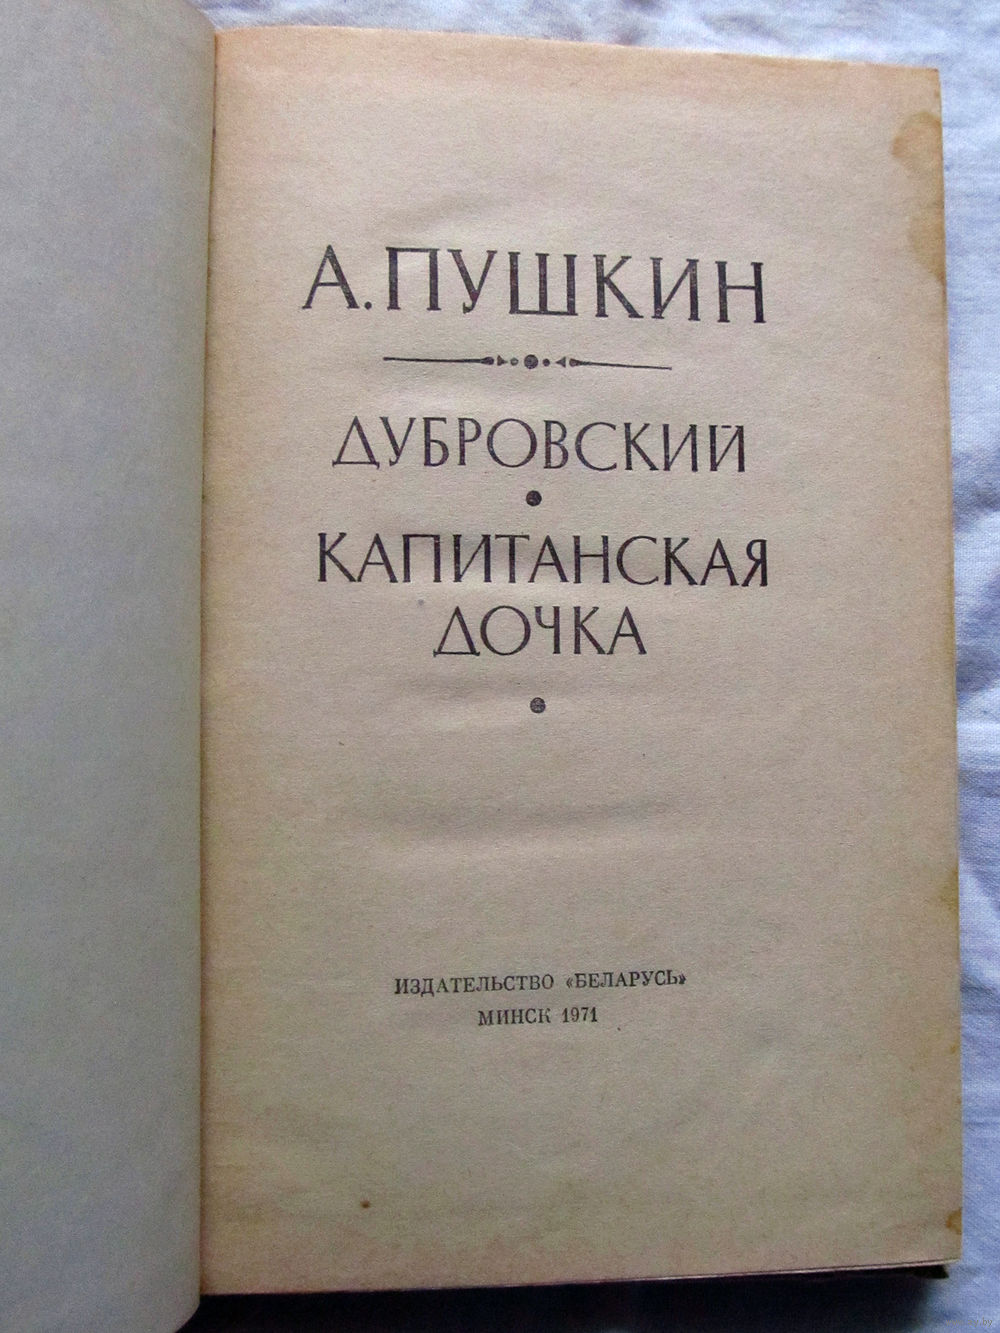 А. ПУШКИН
ДУБРОВСКИЙ
КАПИТАНСКАЯ
ДОЧКА
ИЗДАТЕЛЬСТВО «БЕЛАРУСЬ»
МИНСК 1971